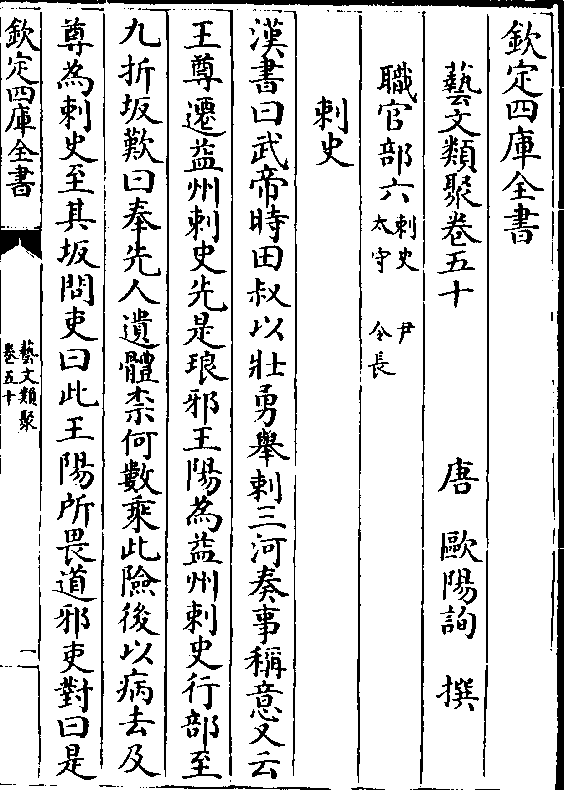 欽定四庫全書
藝文類聚卷五十
唐 歐陽詢 撰
職官部六 刺史 尹
太守 令長
刺史
漢書曰武帝時田叔以壯勇舉刺三河奏事稱意又云
王尊遷益州刺史先是琅邪王陽為益州刺史行部至
九折坂歎曰奉先人遺體柰何數乘此險後以病去及
尊為刺史至其坂問吏曰此王陽所畏道邪吏對曰是
欽定四庫全書
藝文類聚
卷五十
一